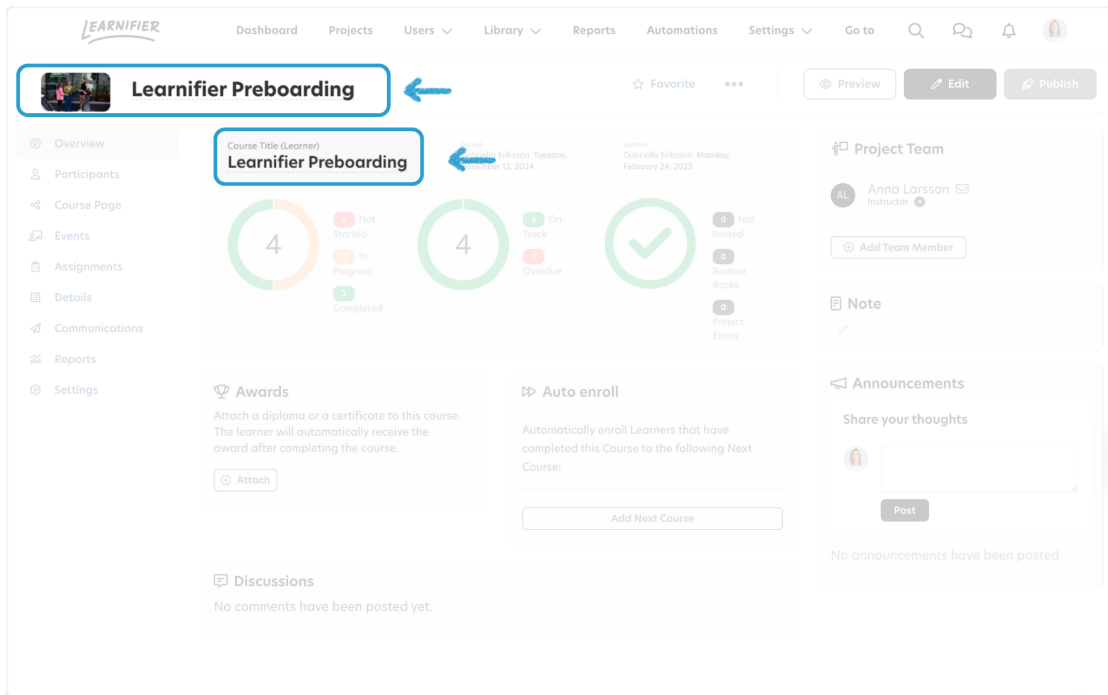 LEARNIFIER
Dashboard Projects Users Library Reports Automations Settings Go to
Learnifier Preboarding
Favorite
Preview
Edit
Publish
Overview
Participants
Course Page
Events
Assignments
Details
Communications
Reports
Settings
Course Title (Learner)
Learnifier Preboarding
Gabriella Eriksson Tuesday,
November 12, 2024
Gabriella Eriksson Monday,
February 24, 2025
4
Not
Started
In
Progress
2
Completed
4
4 On
Track
0
Overdue
0 Not
Invited
0
Bounce
Backs
0
Project
Errors
Project Team
AL
Anna Larsson
Instructor
Add Team Member
Note
Awards
Attach a diploma or a certificate to this course.
The learner will automatically receive the
award after completing the course.
Attach
Auto enroll
Automatically enroll Learners that have
completed this Course to the following Next
Course:
Add Next Course
Announcements
Share your thoughts
Post
No announcements have been posted.
Discussions
No comments have been posted yet.